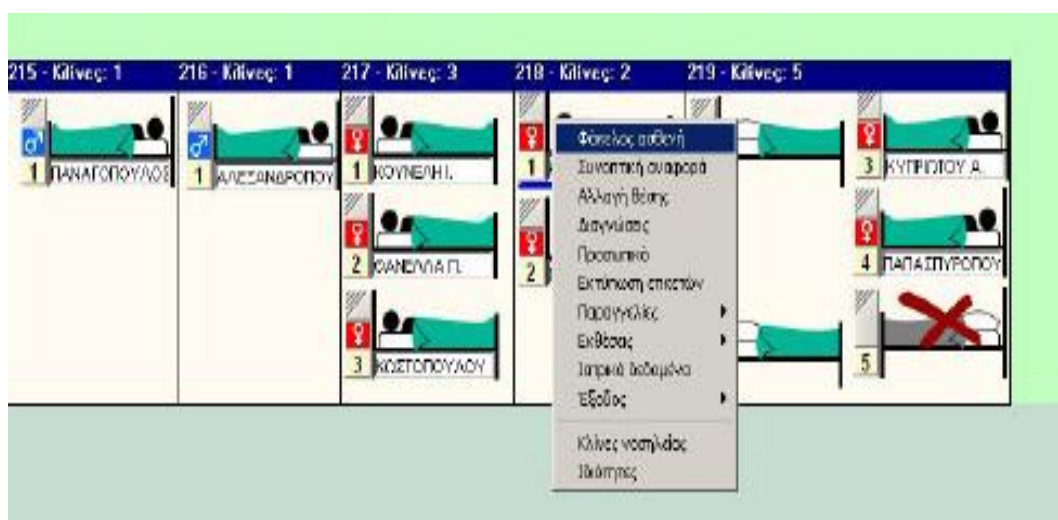 215 - Κλίνες: 1
216 - Κλίνες: 1
217 - Κλίνες: 3
218 - Κλίνες: 2
219 - Κλίνες: 5
1 ΠΑΝΑΓΟΠΟΥΛΟΣ
1 ΑΛΕΞΑΝΔΡΟΠΟΥ
1 ΚΟΥΝΕΛΗ Ι.
2 ΦΑΝΕΛΛΑ Π.
3 ΚΩΣΤΟΠΟΥΛΟΥ
1
2
Φάκελος ασθενή
Συνοπτική αναφορά
Αλλαγή θέσης
Διαγνώσεις
Προσωπικό
Εκτύπωση ετικετών
Παραγγελίες
Εκθέσεις
Ιατρικά δεδομένα
Έξοδος
Κλίνες νοσηλείας
Ιδιότητες
3 ΚΥΠΡΙΩΤΟΥ Α.
4 ΠΑΠΑΣΠΥΡΟΠΟΥ
5